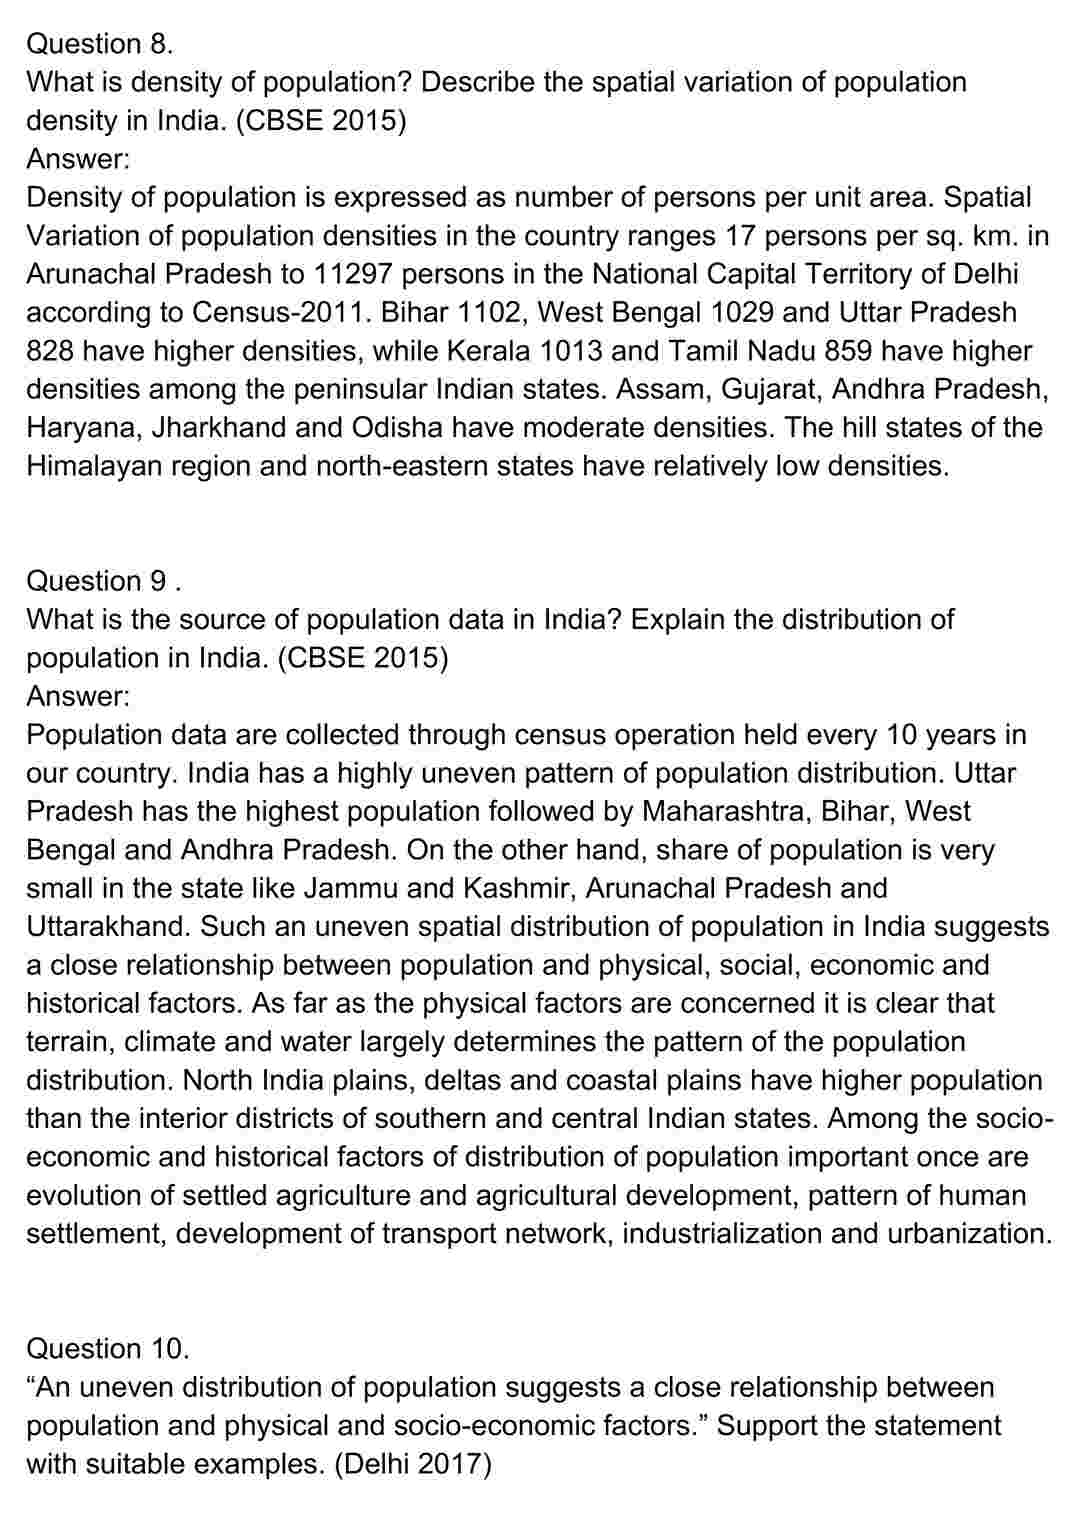 Question 8.
What is density of population? Describe the spatial variation of population
density in India. (CBSE 2015)
Answer:
Density of population is expressed as number of persons per unit area. Spatial
Variation of population densities in the country ranges 17 persons per sq. km. in
Arunachal Pradesh to 11297 persons in the National Capital Territory of Delhi
according to Census-2011. Bihar 1102, West Bengal 1029 and Uttar Pradesh
828 have higher densities, while Kerala 1013 and Tamil Nadu 859 have higher
densities among the peninsular Indian states. Assam, Gujarat, Andhra Pradesh,
Haryana, Jharkhand and Odisha have moderate densities. The hill states of the
Himalayan region and north-eastern states have relatively low densities.
Question 9 .
What is the source of population data in India? Explain the distribution of
population in India. (CBSE 2015)
Answer:
Population data are collected through census operation held every 10 years in
our country. India has a highly uneven pattern of population distribution. Uttar
Pradesh has the highest population followed by Maharashtra, Bihar, West
Bengal and Andhra Pradesh. On the other hand, share of population is very
small in the state like Jammu and Kashmir, Arunachal Pradesh and
Uttarakhand. Such an uneven spatial distribution of population in India suggests
a close relationship between population and physical, social, economic and
historical factors. As far as the physical factors are concerned it is clear that
terrain, climate and water largely determines the pattern of the population
distribution. North India plains, deltas and coastal plains have higher population
than the interior districts of southern and central Indian states. Among the socio-
economic and historical factors of distribution of population important once are
evolution of settled agriculture and agricultural development, pattern of human
settlement, development of transport network, industrialization and urbanization.
Question 10.
“An uneven distribution of population suggests a close relationship between
population and physical and socio-economic factors.” Support the statement
with suitable examples. (Delhi 2017)